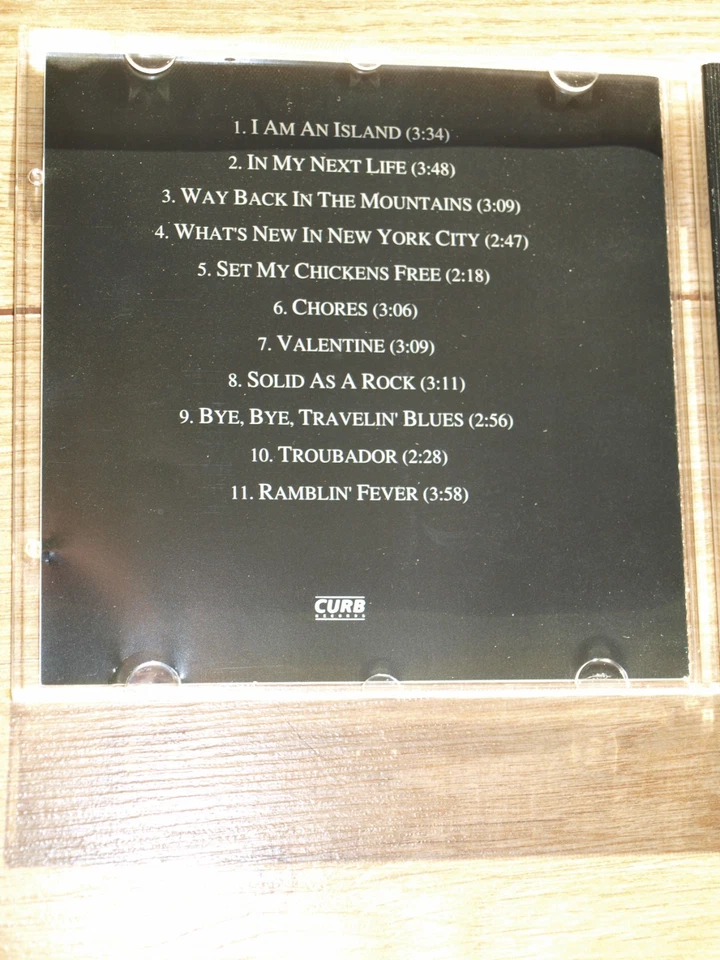 1. I AM AN ISLAND (3:34)
2. IN MY NEXT LIFE (3:48)
3. WAY BACK IN THE MOUNTAINS (3:09)
4. WHAT'S NEW IN NEW YORK CITY (2:47)
5. SET MY CHICKENS FREE (2:18)
6. CHORES (3:06)
7. VALENTINE (3:09)
8. SOLID AS A ROCK (3:11)
9. BYE, BYE, TRAVELIN' BLUES (2:56)
10. TROUBADOR (2:28)
11. RAMBLIN' FEVER (3:58)
CURB
RECORDS